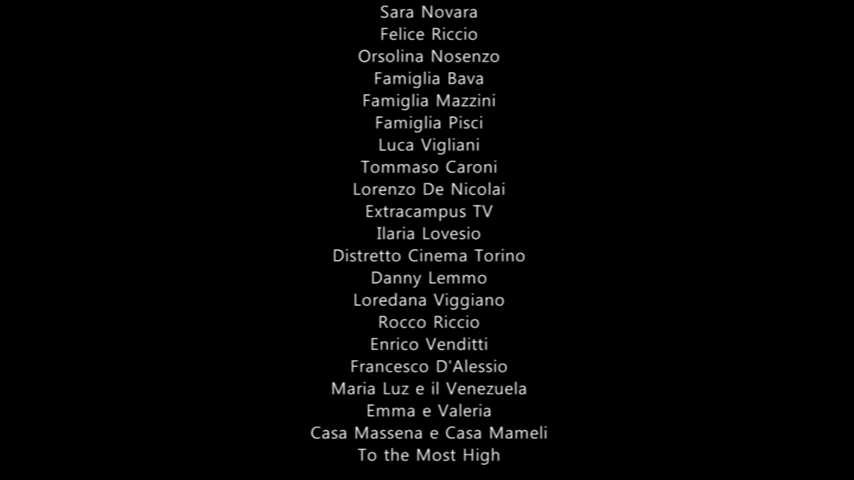 Sara Novara
Felice Riccio
Orsolina Nosenzo
Famiglia Bava
Famiglia Mazzini
Famiglia Pisci
Luca Vigliani
Tommaso Caroni
Lorenzo De Nicolai
Extracampus TV
Ilaria Lovesio
Distretto Cinema Torino
Danny Lemmo
Loredana Viggiano
Rocco Riccio
Enrico Venditti
Francesco D'Alessio
Maria Luz e il Venezuela
Emma e Valeria
Casa Massena e Casa Mameli
To the Most High